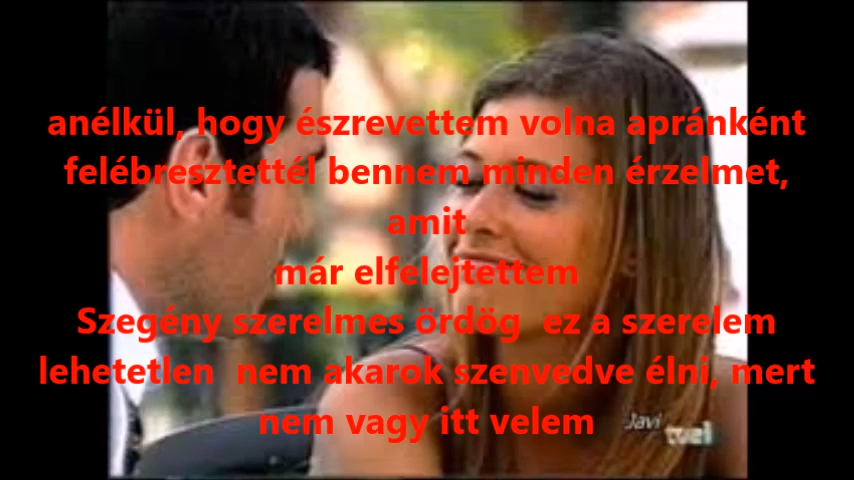 anélkül, hogy észrevettem volna apránként
felébresztettél bennem minden érzelmet,
amit
már elfelejtettem
Szegény szerelmes ördög  ez a szerelem
lehetetlen  nem akarok szenvedve élni, mert
nem vagy itt velem
Javi